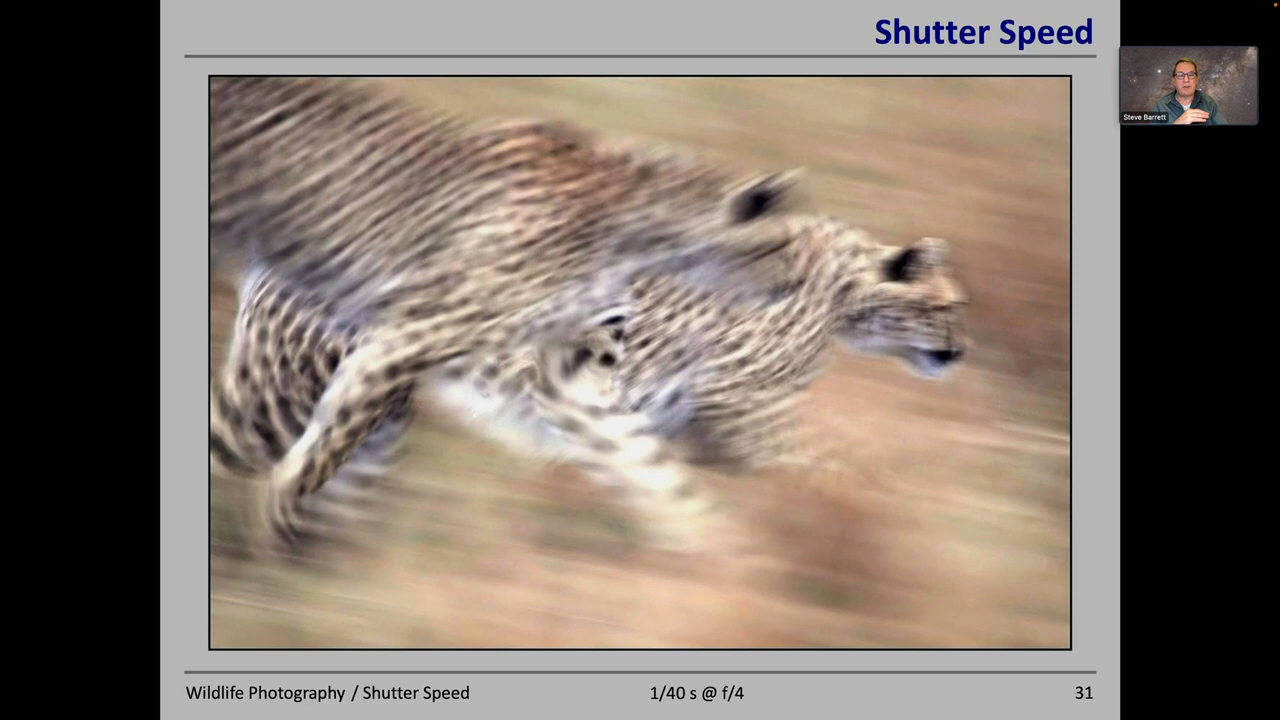 Shutter Speed
Steve Barrett
Wildlife Photography / Shutter Speed
1/40 s @ f/4
31